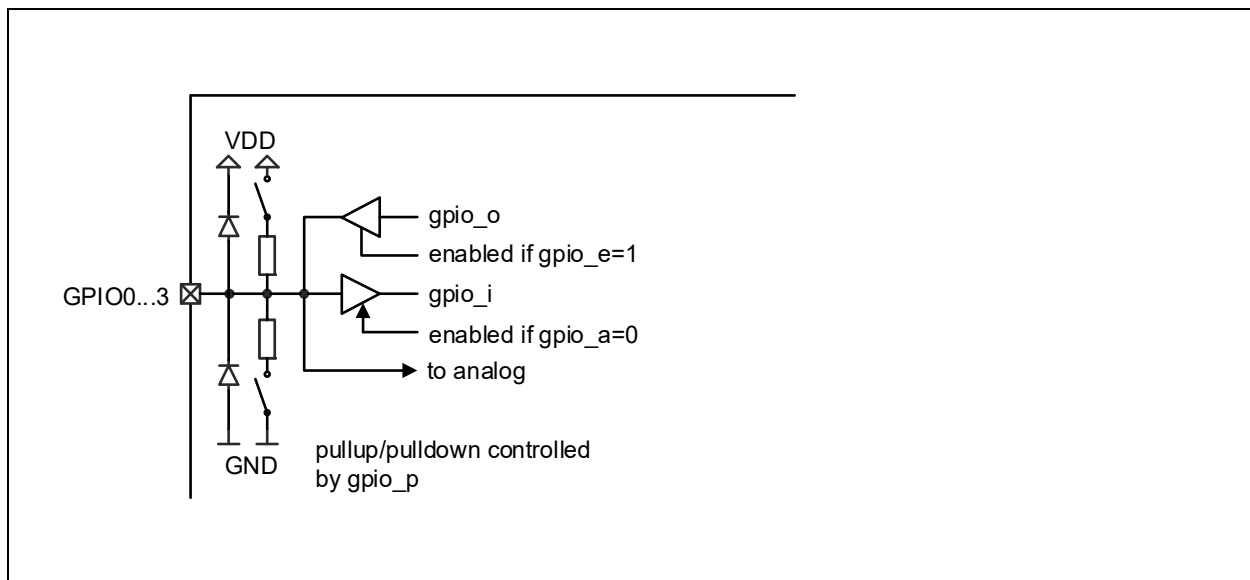 VDD
gpio_o
enabled if gpio_e=1
GPIO0...3
gpio_i
enabled if gpio_a=0
to analog
GND
pullup/pulldown controlled
by gpio_p